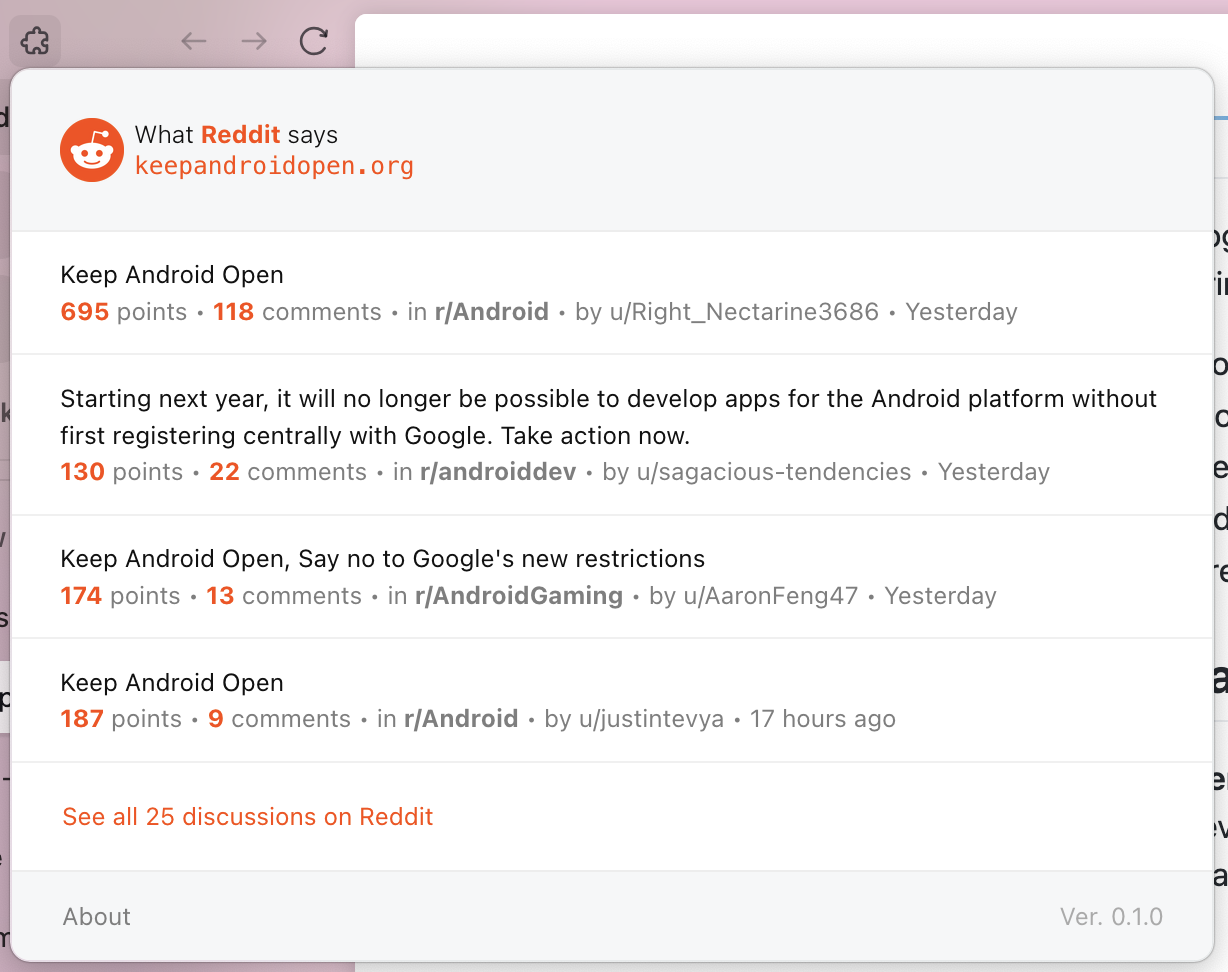 What Reddit says
keepandroidopen.org
Keep Android Open
695 points • 118 comments • in r/Android • by u/Right_Nectarine3686 • Yesterday
Starting next year, it will no longer be possible to develop apps for the Android platform without
first registering centrally with Google. Take action now.
130 points • 22 comments • in r/androiddev • by u/sagacious-tendencies • Yesterday
Keep Android Open, Say no to Google's new restrictions
174 points • 13 comments • in r/AndroidGaming • by u/AaronFeng47 • Yesterday
Keep Android Open
187 points • 9 comments • in r/Android • by u/justintevya • 17 hours ago
See all 25 discussions on Reddit
About
Ver. 0.1.0